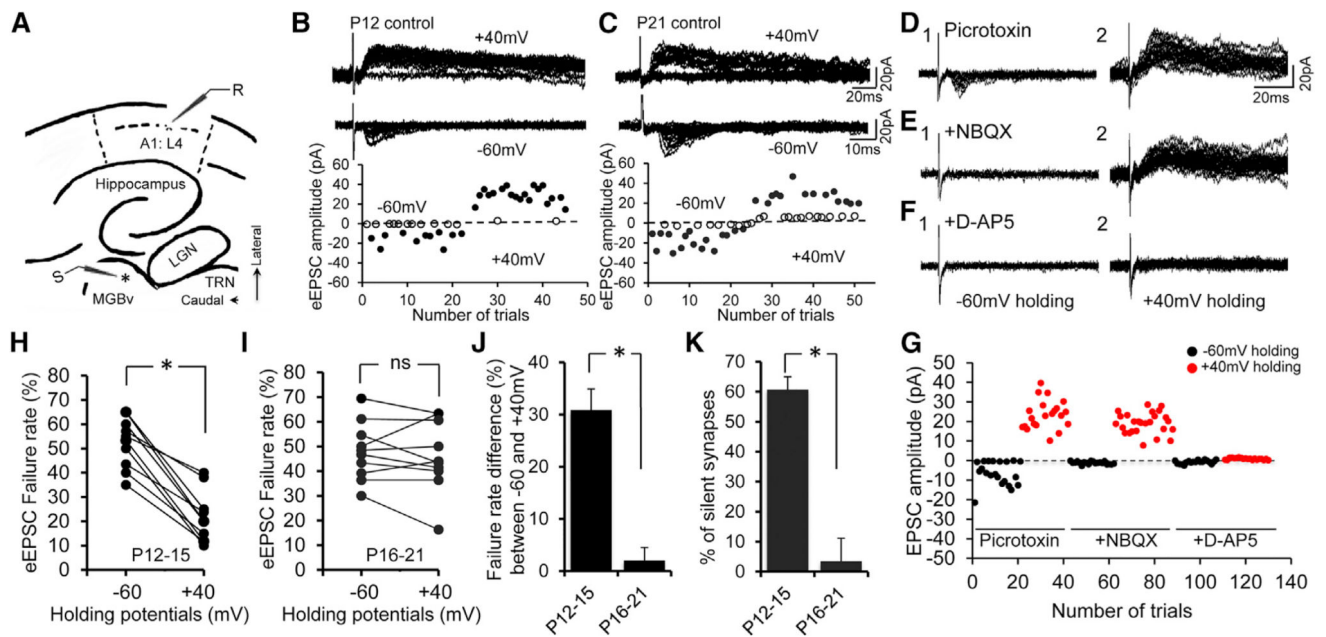 A
R
A1: L4
Hippocampus
LGN
S
*
TRN
MGBv
Caudal
Lateral
B
P12 control
+40mV
-60mV
eEPSC amplitude (pA)
60
40
20
0
-20
-40
-60
-60mV
+40mV
0 10 20 30 40 50
Number of trials
C
P21 control
+40mV
20pA
20ms
20pA
10ms
-60mV
eEPSC amplitude (pA)
60
40
20
0
-20
-40
-60
-60mV
+40mV
0 10 20 30 40 50
Number of trials
D
1 Picrotoxin 2
20pA
20ms
E
1 +NBQX 2
F
1 +D-AP5 2
-60mV holding
+40mV holding
H
*
eEPSC Failure rate (%)
80
70
60
50
40
30
20
10
0
P12-15
-60 +40
Holding potentials (mV)
I
ns
eEPSC Failure rate (%)
80
70
60
50
40
30
20
10
0
P16-21
-60 +40
Holding potentials (mV)
J
*
Failure rate difference (%)
between -60 and +40mV
40
30
20
10
0
P12-15
P16-21
K
*
% of silent synapses
70
60
50
40
30
20
10
0
P12-15
P16-21
G
-60mV holding
+40mV holding
EPSC amplitude (pA)
50
40
30
20
10
0
-10
-20
-30
-40
-50
Picrotoxin +NBQX +D-AP5
0 20 40 60 80 100 120 140
Number of trials